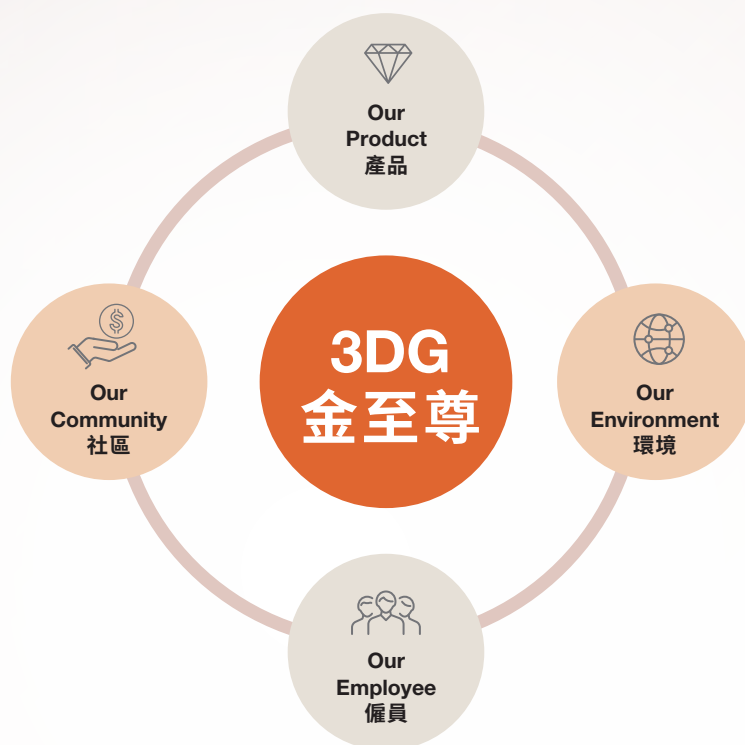 Our
Product
產品
Our
Community
社區
3DG
金至尊
Our
Environment
環境
Our
Employee
僱員